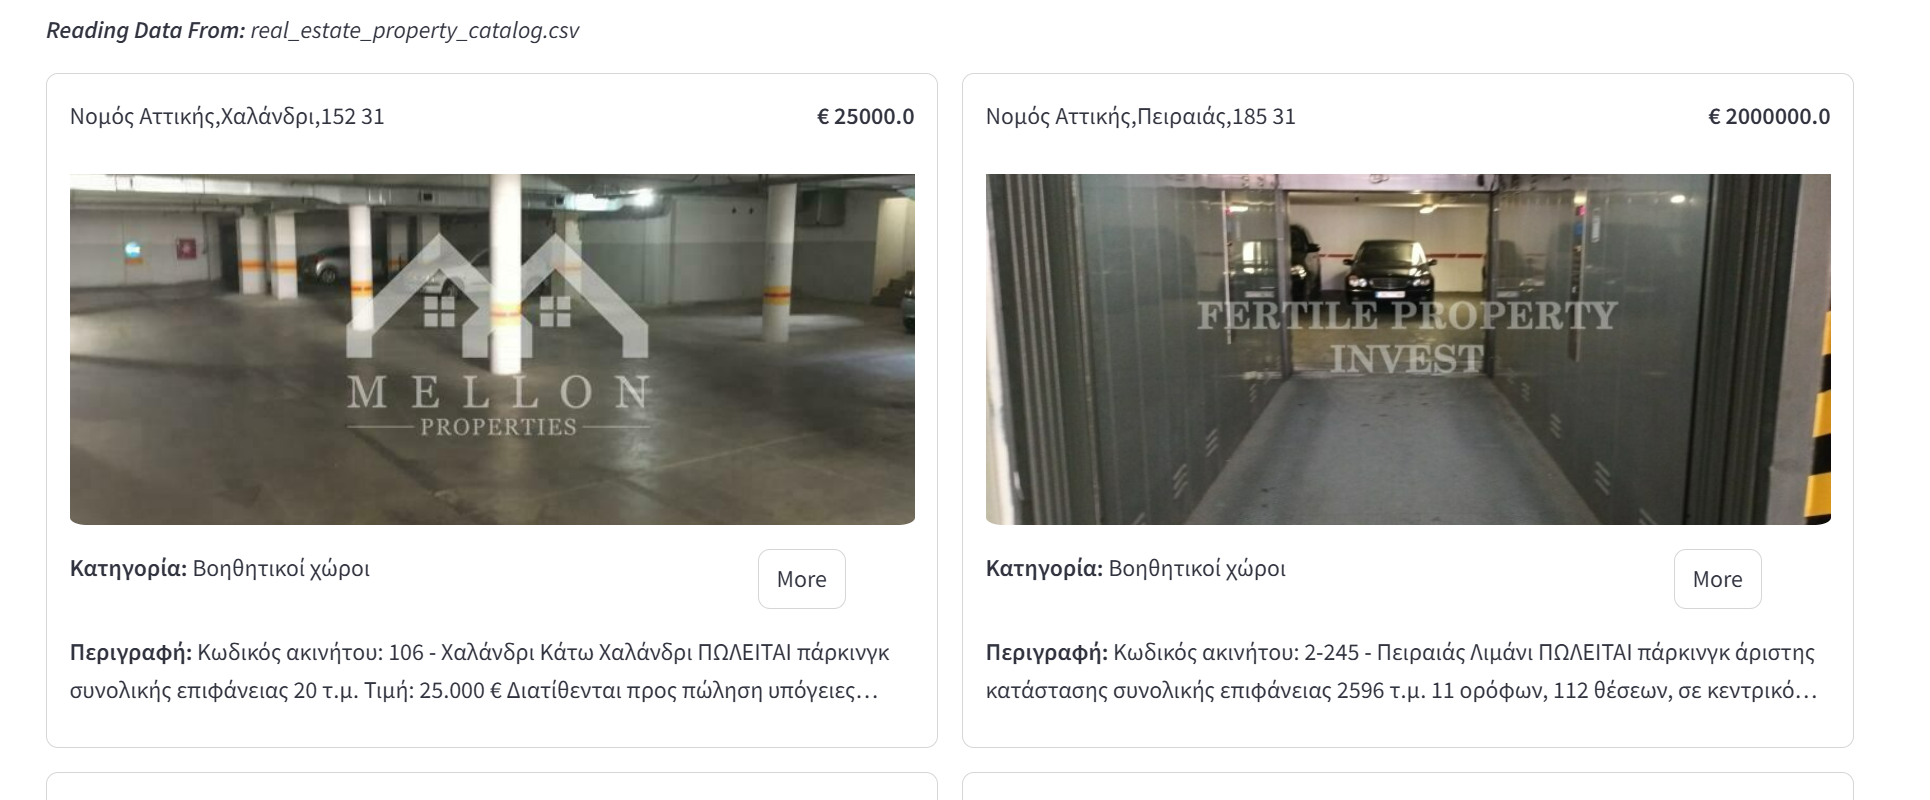 Reading Data From: real_estate_property_catalog.csv
Νομός Αττικής,Χαλάνδρι,152 31
€ 25000.0
MELLON
PROPERTIES
Κατηγορία: Βοηθητικοί χώροι
More
Περιγραφή: Κωδικός ακινήτου: 106 - Χαλάνδρι Κάτω Χαλάνδρι ΠΩΛΕΙΤΑΙ πάρκινγκ
συνολικής επιφάνειας 20 τ.μ. Τιμή: 25.000 € Διατίθενται προς πώληση υπόγειες…
Νομός Αττικής,Πειραιάς,185 31
€ 2000000.0
FERTILE PROPERTY
INVEST
Κατηγορία: Βοηθητικοί χώροι
More
Περιγραφή: Κωδικός ακινήτου: 2-245 - Πειραιάς Λιμάνι ΠΩΛΕΙΤΑΙ πάρκινγκ άριστης
κατάστασης συνολικής επιφάνειας 2596 τ.μ. 11 ορόφων, 112 θέσεων, σε κεντρικό…